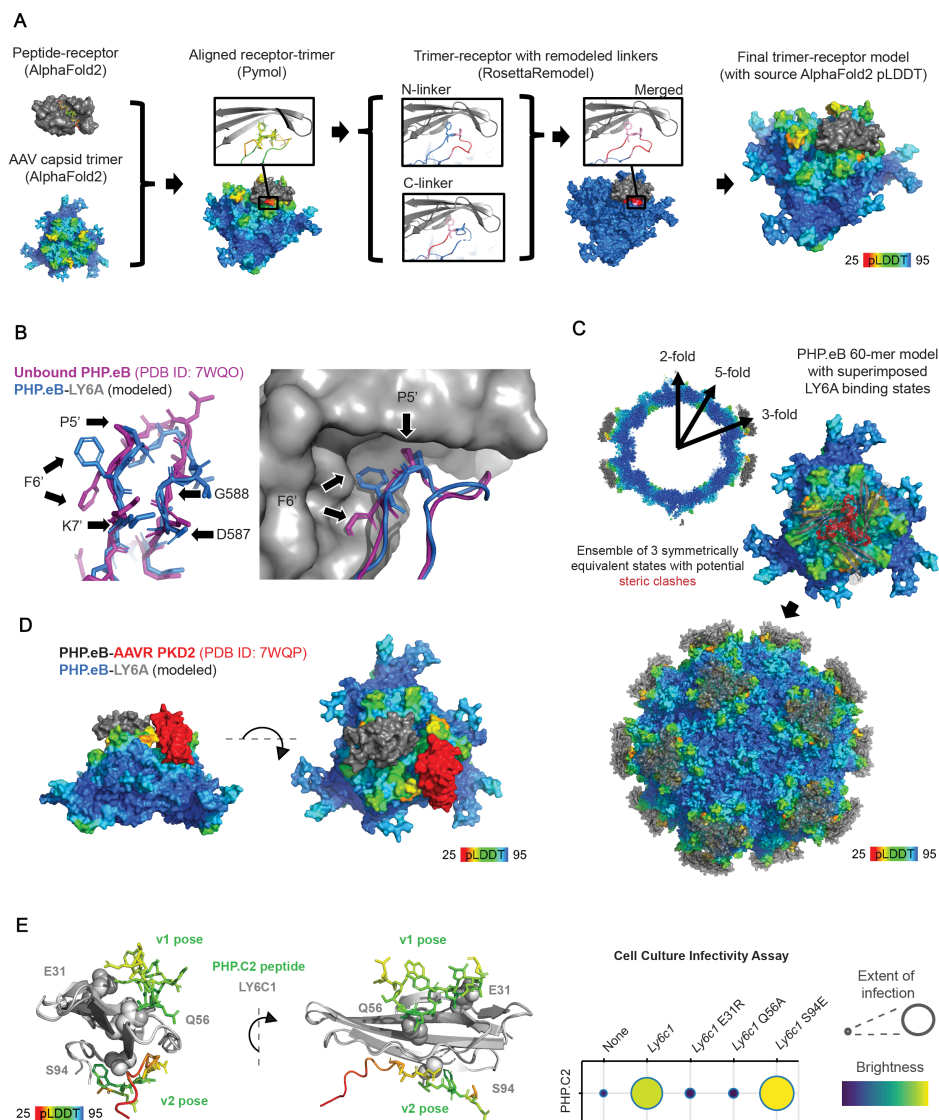 A
Peptide-receptor
(AlphaFold2)
AAV capsid trimer
(AlphaFold2)
Aligned receptor-trimer
(Pymol)
Trimer-receptor with remodeled linkers
(RosettaRemodel)
N-linker
C-linker
Merged
Final trimer-receptor model
(with source AlphaFold2 pLDDT)
25 pLDDT 95
B
Unbound PHP.eB (PDB ID: 7WQO)
PHP.eB-LY6A (modeled)
P5'
F6'
K7'
G588
D587
P5'
F6'
C
2-fold
5-fold
3-fold
PHP.eB 60-mer model
with superimposed
LY6A binding states
Ensemble of 3 symmetrically
equivalent states with potential
steric clashes
25 pLDDT 95
D
PHP.eB-AAVR PKD2 (PDB ID: 7WQP)
PHP.eB-LY6A (modeled)
25 pLDDT 95
E
v1 pose
E31
PHP.C2 peptide
LY6C1
Q56
S94
v2 pose
25 pLDDT 95
v1 pose
E31
Q56
S94
v2 pose
Cell Culture Infectivity Assay
None
Ly6c1
Ly6c1 E31R
Ly6c1 Q56A
Ly6c1 S94E
PHP.C2
Extent of
infection
Brightness